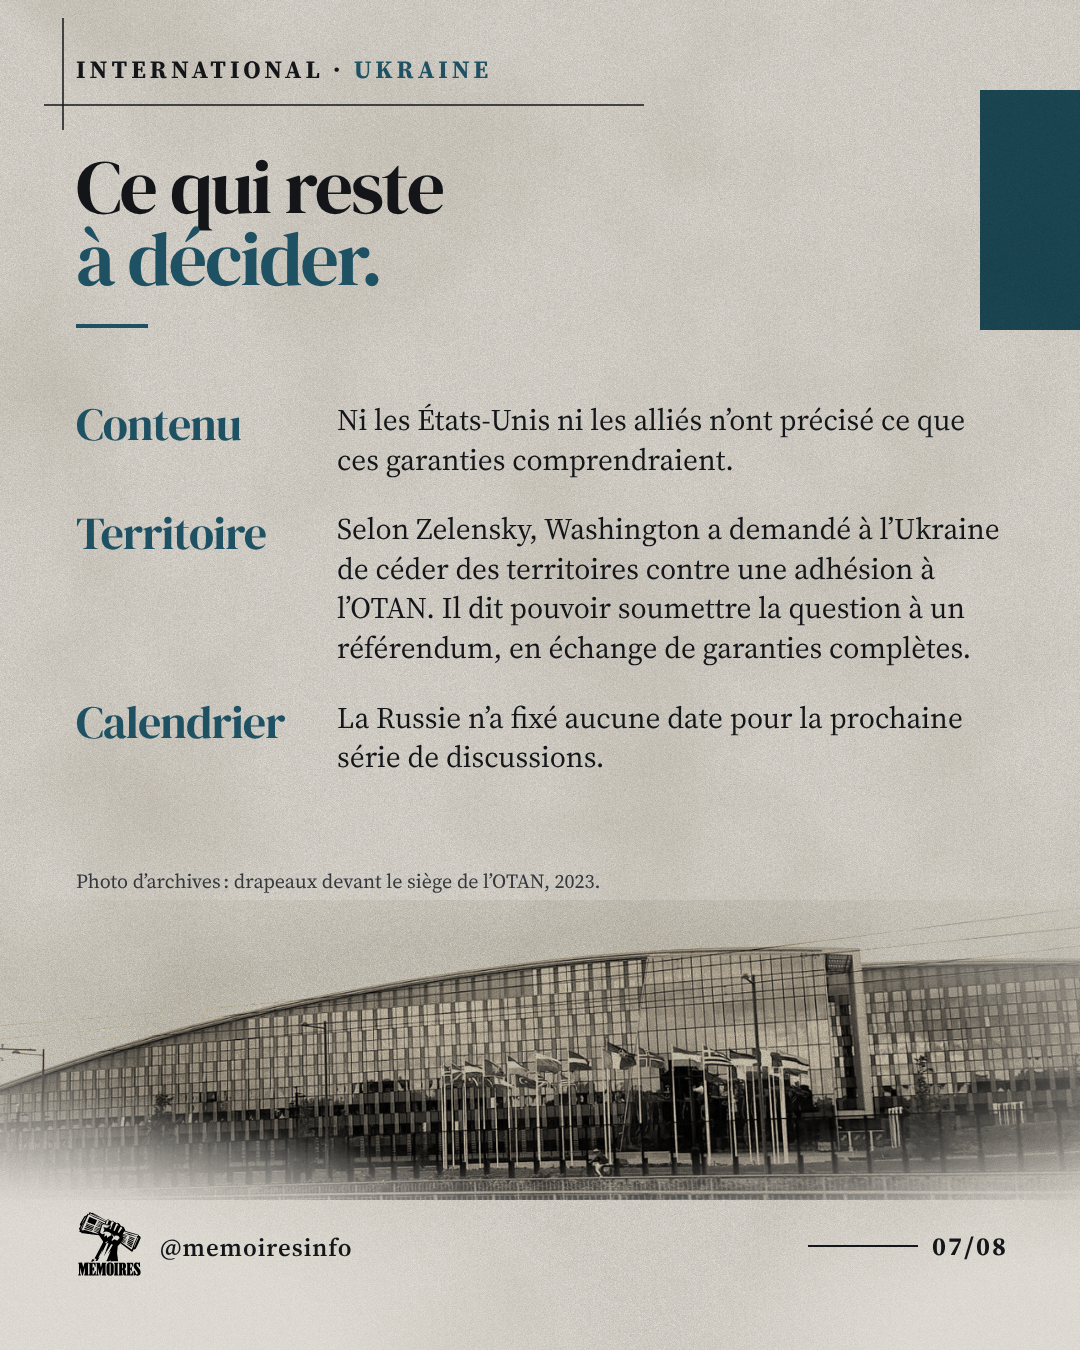 INTERNATIONAL · UKRAINE
Ce qui reste
à décider.
Contenu
Ni les États-Unis ni les alliés n’ont précisé ce que
ces garanties comprendraient.
Territoire
Selon Zelensky, Washington a demandé à l’Ukraine
de céder des territoires contre une adhésion à
l’OTAN. Il dit pouvoir soumettre la question à un
référendum, en échange de garanties complètes.
Calendrier
La Russie n’a fixé aucune date pour la prochaine
série de discussions.
Photo d’archives : drapeaux devant le siège de l’OTAN, 2023.
MÉMOIRES
@memoiresinfo
07/08